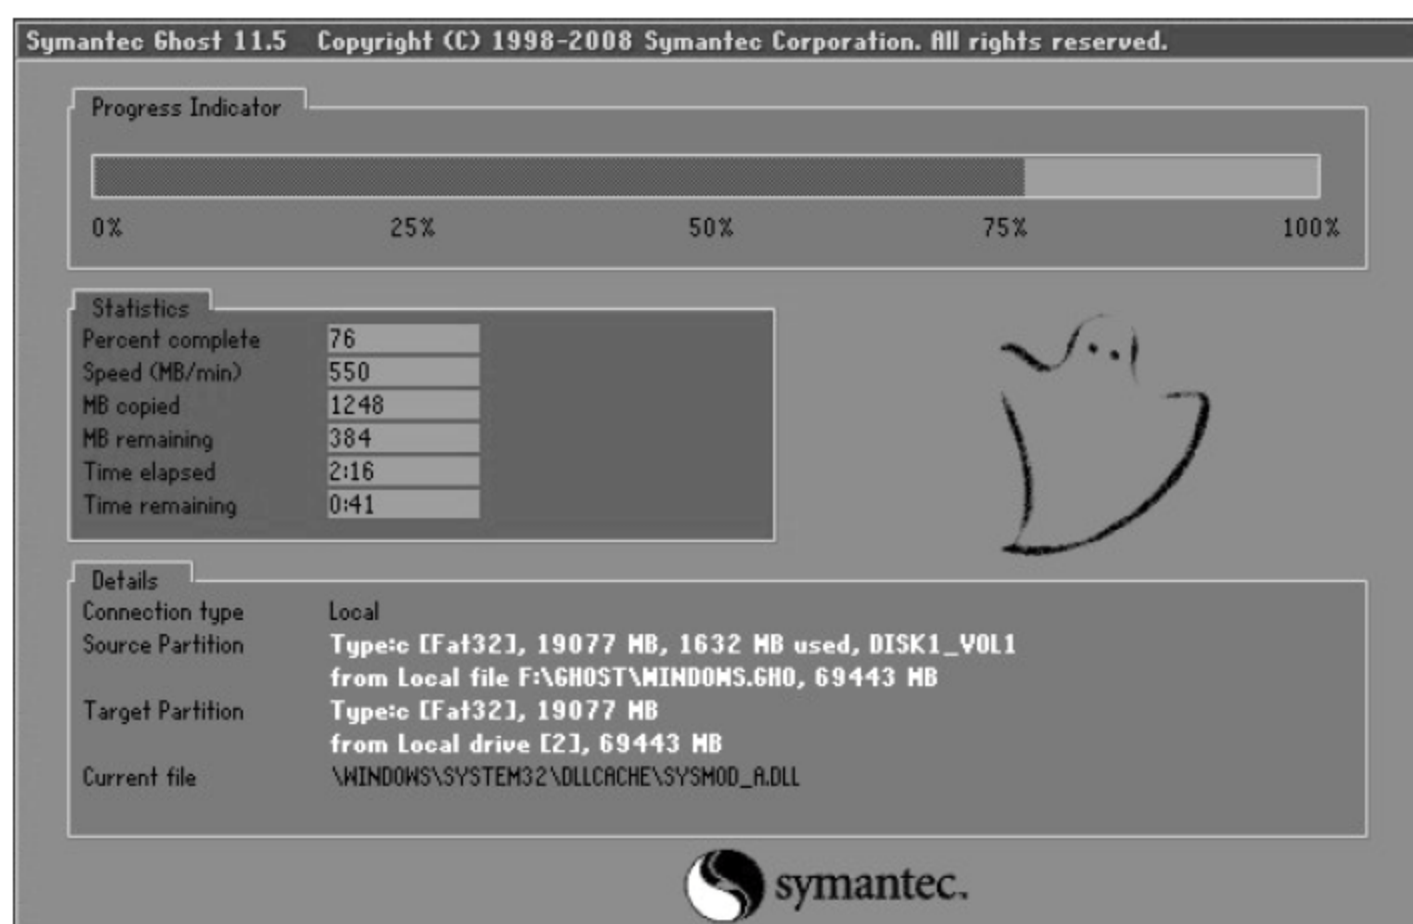 Symantec Ghost 11.5 Copyright (C) 1998-2008 Symantec Corporation. All rights reserved.
Progress Indicator
0% 25% 50% 75% 100%
Statistics
Percent complete 76
Speed (MB/min) 550
MB copied 1248
MB remaining 384
Time elapsed 2:16
Time remaining 0:41
Details
Connection type Local
Source Partition Type:c [Fat32], 19077 MB, 1632 MB used, DISK1_VOL1
from Local file F:\GHOST\WINDOWS.GHO, 69443 MB
Target Partition Type:c [Fat32], 19077 MB
from Local drive [2], 69443 MB
Current file \WINDOWS\SYSTEM32\DLLCACHE\SYSMOD_A.DLL
symantec.